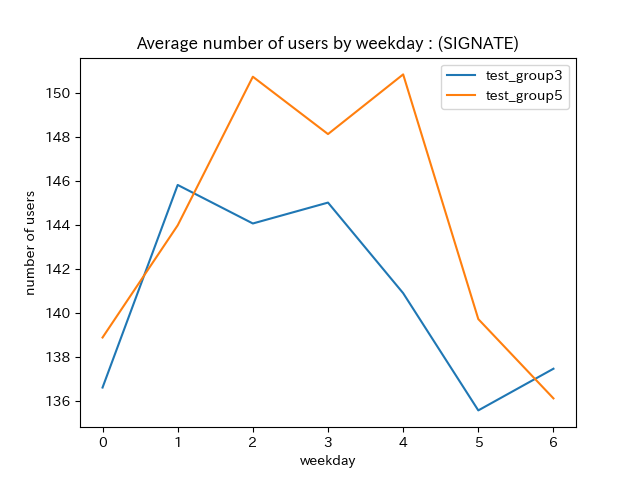 Average number of users by weekday : (SIGNATE)
test_group3
test_group5
number of users
150
148
146
144
142
140
138
136
0 1 2 3 4 5 6
weekday